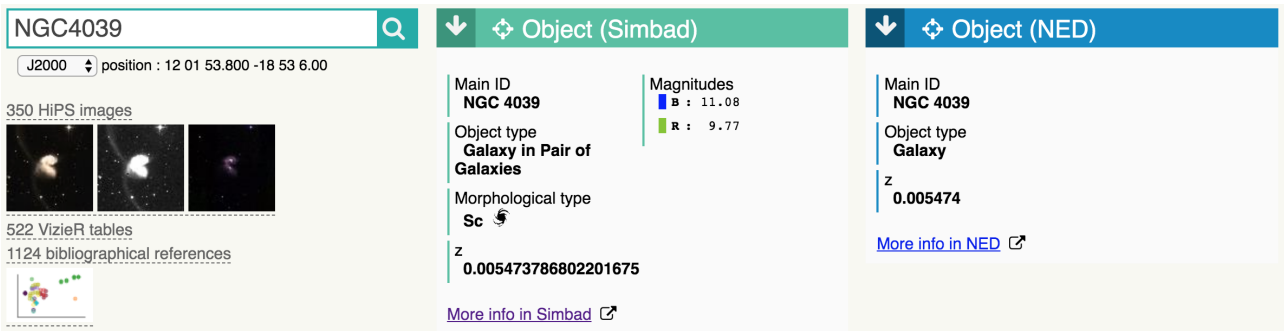 NGC4039
J2000 position : 12 01 53.800 -18 53 6.00
350 HiPS images
522 VizieR tables
1124 bibliographical references
Object (Simbad)
Main ID
NGC 4039
Object type
Galaxy in Pair of
Galaxies
Morphological type
Sc
z
0.005473786802201675
More info in Simbad
Magnitudes
B : 11.08
R : 9.77
Object (NED)
Main ID
NGC 4039
Object type
Galaxy
z
0.005474
More info in NED